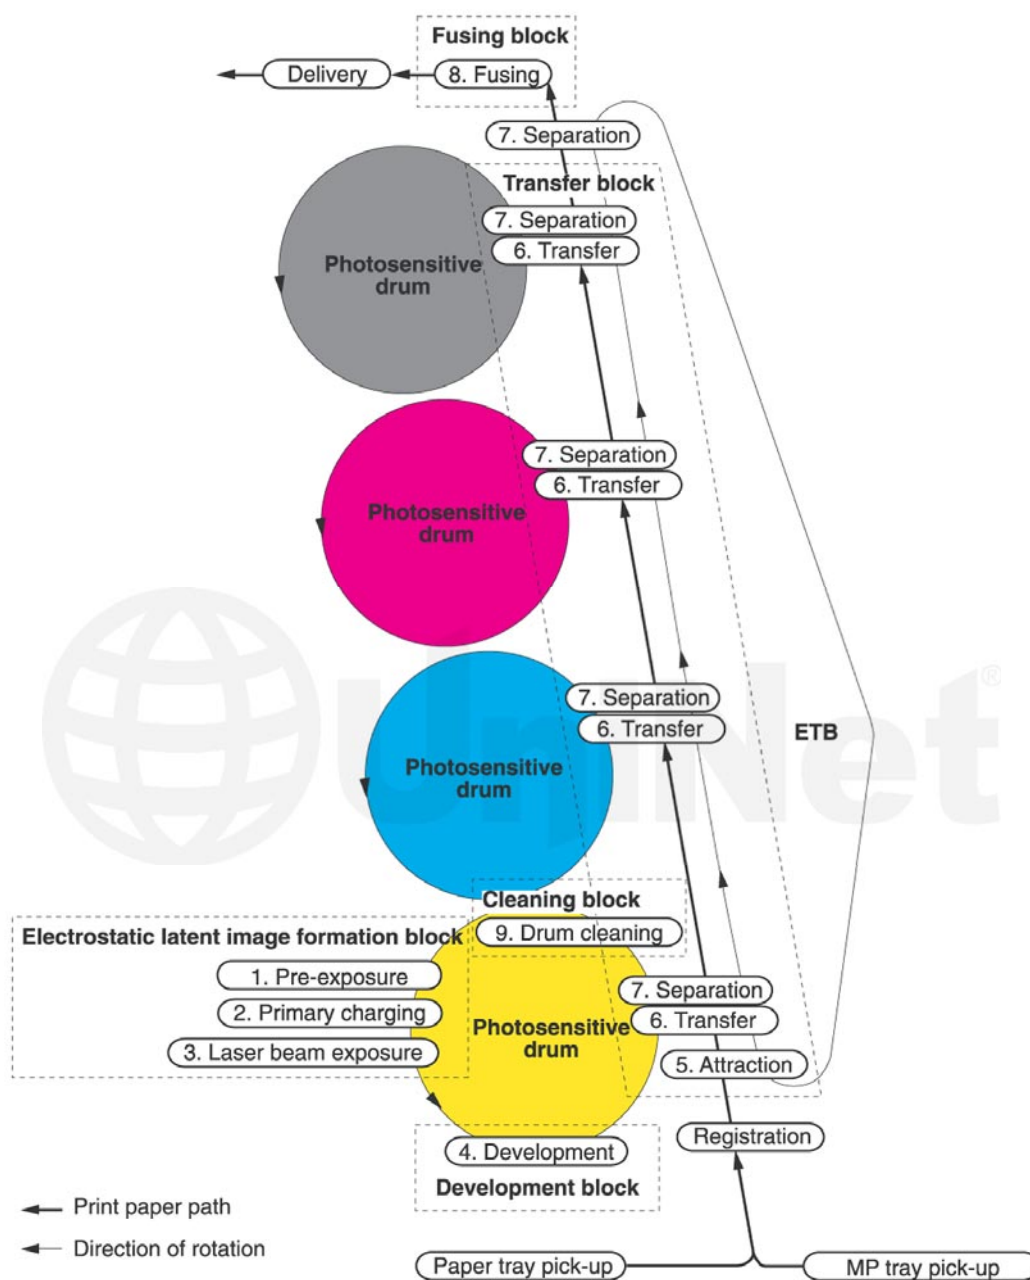 Fusing block
Delivery
8. Fusing
7. Separation
Transfer block
7. Separation
6. Transfer
Photosensitive
drum
7. Separation
6. Transfer
Photosensitive
drum
7. Separation
6. Transfer
ETB
Photosensitive
drum
UniNet®
Cleaning block
9. Drum cleaning
Electrostatic latent image formation block
1. Pre-exposure
2. Primary charging
3. Laser beam exposure
7. Separation
6. Transfer
Photosensitive
drum
5. Attraction
Registration
4. Development
Development block
Print paper path
Direction of rotation
Paper tray pick-up
MP tray pick-up